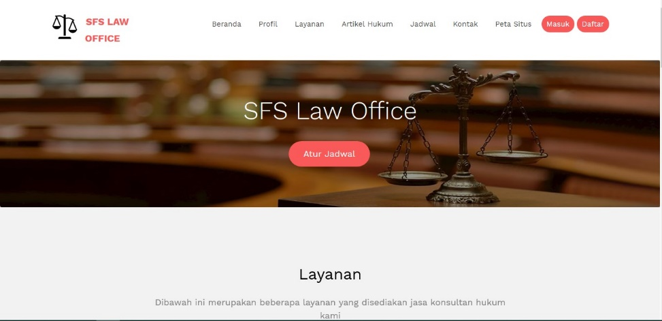 SFS LAW
OFFICE
Beranda Profil Layanan Artikel Hukum Jadwal Kontak Peta Situs Masuk Daftar
SFS Law Office
Atur Jadwal
Layanan
Dibawah ini merupakan beberapa layanan yang disediakan jasa konsultan hukum
kami